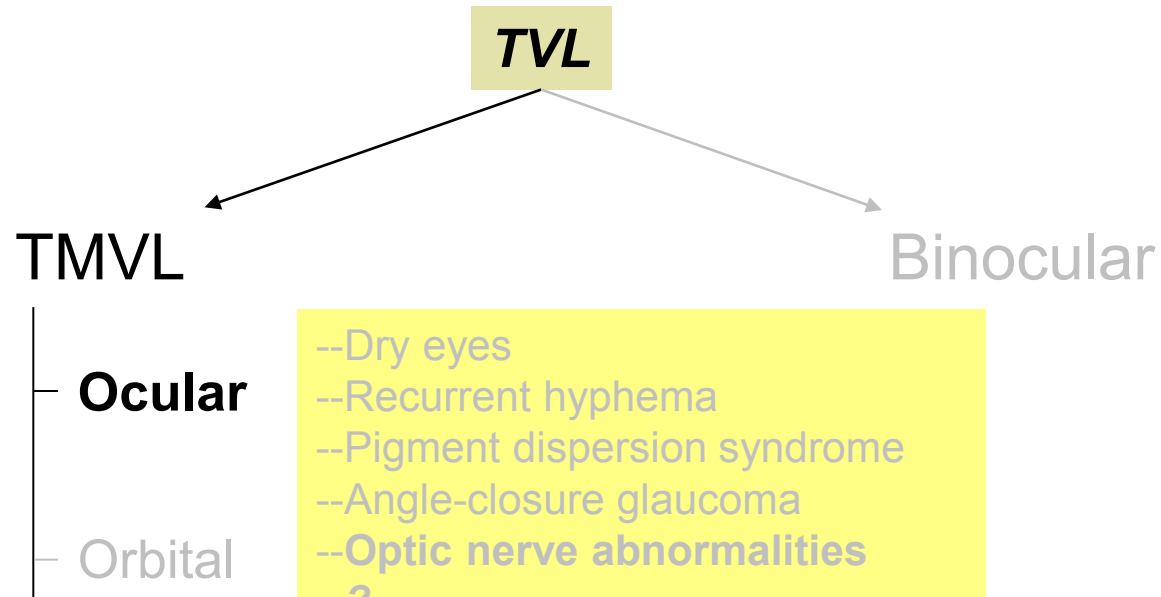 TVL
TMVL
Binocular
Ocular
Orbital
--Dry eyes
--Recurrent hyphema
--Pigment dispersion syndrome
--Angle-closure glaucoma
--Optic nerve abnormalities